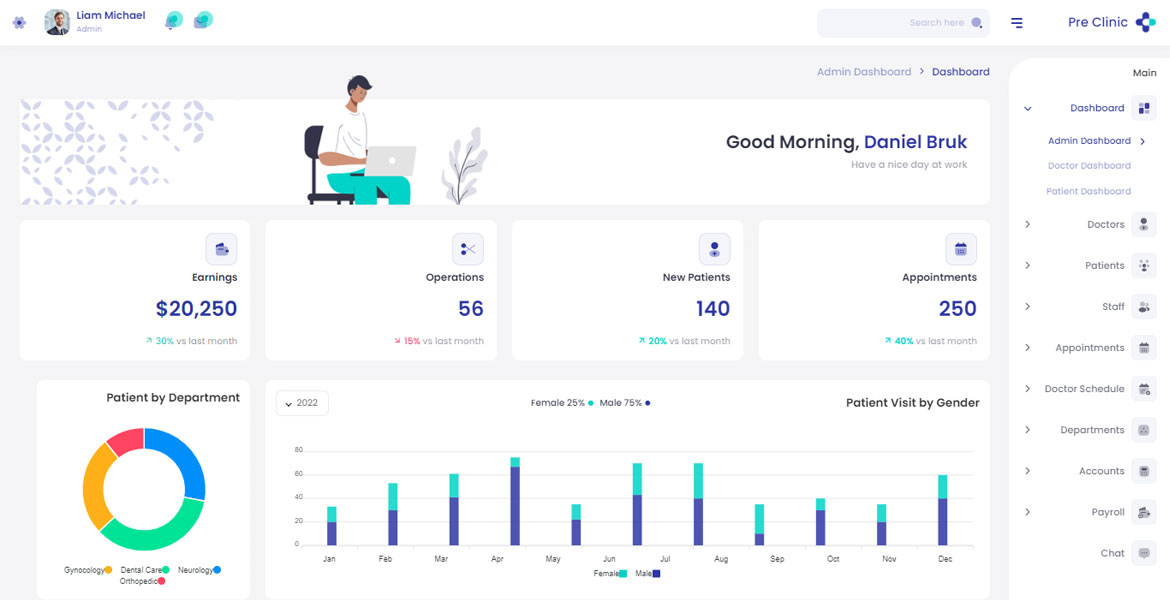 Liam Michael
Admin
Search here
Pre Clinic
Admin Dashboard > Dashboard
Main
Dashboard
Admin Dashboard
Doctor Dashboard
Patient Dashboard
Doctors
Patients
Staff
Appointments
Doctor Schedule
Departments
Accounts
Payroll
Chat
Good Morning, Daniel Bruk
Have a nice day at work
Earnings
$20,250
30% vs last month
Operations
56
15% vs last month
New Patients
140
20% vs last month
Appointments
250
40% vs last month
Patient by Department
Gynocology Dental Care Neurology
Orthopedic
2022
Female 25% Male 75%
Patient Visit by Gender
80
60
40
20
0
Jan Feb Mar Apr May Jun Jul Aug Sep Oct Nov Dec
Female Male